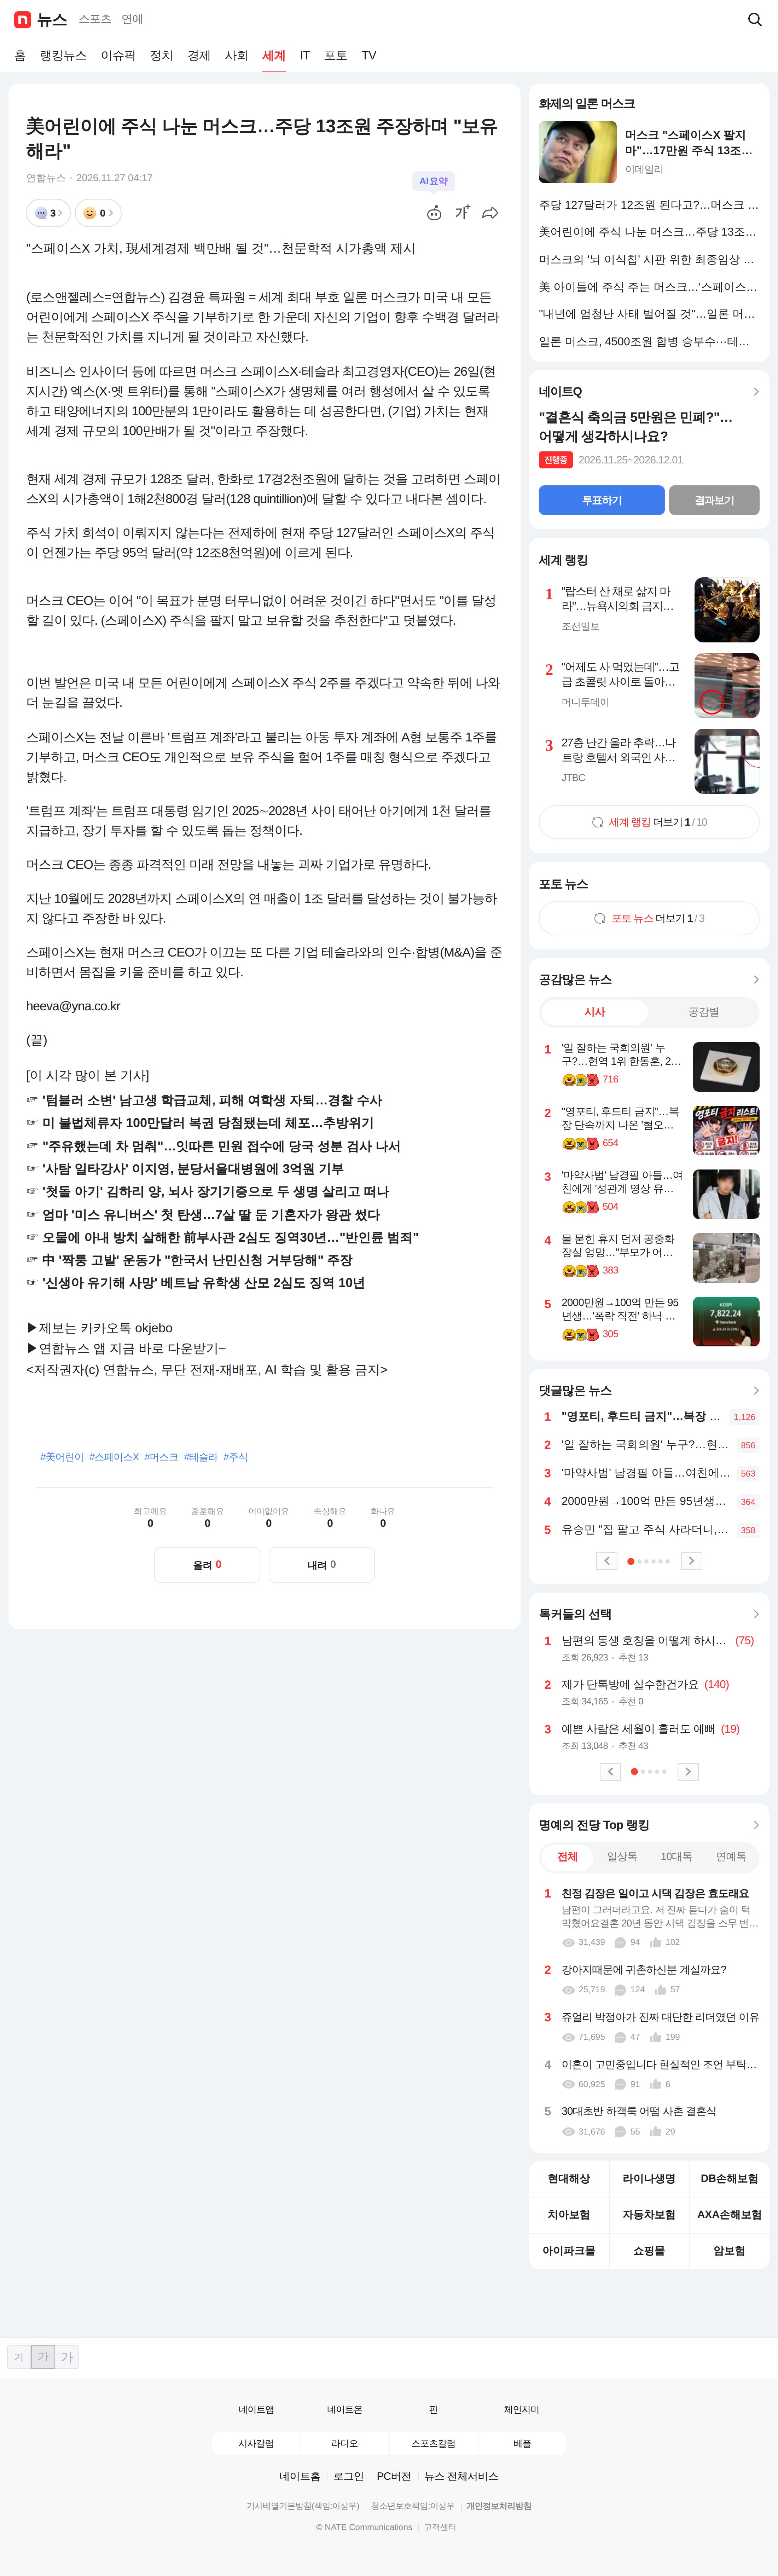 뉴스 스포츠 연예
홈 랭킹뉴스 이슈픽 정치 경제 사회 세계 IT 포토 TV
美어린이에 주식 나눈 머스크…주당 13조원 주장하며 "보유
해라"
연합뉴스 · 2026.11.27 04:17
AI요약
3
0
가+
"스페이스X 가치, 現세계경제 백만배 될 것"…천문학적 시가총액 제시
(로스앤젤레스=연합뉴스) 김경윤 특파원 = 세계 최대 부호 일론 머스크가 미국 내 모든
어린이에게 스페이스X 주식을 기부하기로 한 가운데 자신의 기업이 향후 수백경 달러라
는 천문학적인 가치를 지니게 될 것이라고 자신했다.
비즈니스 인사이더 등에 따르면 머스크 스페이스X·테슬라 최고경영자(CEO)는 26일(현
지시간) 엑스(X·옛 트위터)를 통해 "스페이스X가 생명체를 여러 행성에서 살 수 있도록
하고 태양에너지의 100만분의 1만이라도 활용하는 데 성공한다면, (기업) 가치는 현재
세계 경제 규모의 100만배가 될 것"이라고 주장했다.
현재 세계 경제 규모가 128조 달러, 한화로 17경2천조원에 달하는 것을 고려하면 스페이
스X의 시가총액이 1해2천800경 달러(128 quintillion)에 달할 수 있다고 내다본 셈이다.
주식 가치 희석이 이뤄지지 않는다는 전제하에 현재 주당 127달러인 스페이스X의 주식
이 언젠가는 주당 95억 달러(약 12조8천억원)에 이르게 된다.
머스크 CEO는 이어 "이 목표가 분명 터무니없이 어려운 것이긴 하다"면서도 "이를 달성
할 길이 있다. (스페이스X) 주식을 팔지 말고 보유할 것을 추천한다"고 덧붙였다.
이번 발언은 미국 내 모든 어린이에게 스페이스X 주식 2주를 주겠다고 약속한 뒤에 나와
더 눈길을 끌었다.
스페이스X는 전날 이른바 '트럼프 계좌'라고 불리는 아동 투자 계좌에 A형 보통주 1주를
기부하고, 머스크 CEO도 개인적으로 보유 주식을 헐어 1주를 매칭 형식으로 주겠다고
밝혔다.
'트럼프 계좌'는 트럼프 대통령 임기인 2025∼2028년 사이 태어난 아기에게 1천 달러를
지급하고, 장기 투자를 할 수 있도록 돕는 정책이다.
머스크 CEO는 종종 파격적인 미래 전망을 내놓는 괴짜 기업가로 유명하다.
지난 10월에도 2028년까지 스페이스X의 연 매출이 1조 달러를 달성하는 것이 불가능하
지 않다고 주장한 바 있다.
스페이스X는 현재 머스크 CEO가 이끄는 또 다른 기업 테슬라와의 인수·합병(M&A)을 준
비하면서 몸집을 키울 준비를 하고 있다.
heeva@yna.co.kr
(끝)
[이 시각 많이 본 기사]
☞ '텀블러 소변' 남고생 학급교체, 피해 여학생 자퇴…경찰 수사
☞ 미 불법체류자 100만달러 복권 당첨됐는데 체포…추방위기
☞ "주유했는데 차 멈춰"…잇따른 민원 접수에 당국 성분 검사 나서
☞ '사탐 일타강사' 이지영, 분당서울대병원에 3억원 기부
☞ '첫돌 아기' 김하리 양, 뇌사 장기기증으로 두 생명 살리고 떠나
☞ 엄마 '미스 유니버스' 첫 탄생…7살 딸 둔 기혼자가 왕관 썼다
☞ 오물에 아내 방치 살해한 前부사관 2심도 징역30년…"반인륜 범죄"
☞ 中 '짝퉁 고발' 운동가 "한국서 난민신청 거부당해" 주장
☞ '신생아 유기해 사망' 베트남 유학생 산모 2심도 징역 10년
▶제보는 카카오톡 okjebo
▶연합뉴스 앱 지금 바로 다운받기~
<저작권자(c) 연합뉴스, 무단 전재-재배포, AI 학습 및 활용 금지>
#美어린이 #스페이스X #머스크 #테슬라 #주식
최고예요 훈훈해요 어이없어요 속상해요 화나요
0 0 0 0 0
올려 0 내려 0
화제의 일론 머스크
머스크 "스페이스X 팔지
마"…17만원 주식 13조…
이데일리
주당 127달러가 12조원 된다고?…머스크 …
美어린이에 주식 나눈 머스크…주당 13조…
머스크의 '뇌 이식칩' 시판 위한 최종임상 …
美 아이들에 주식 주는 머스크…'스페이스…
"내년에 엄청난 사태 벌어질 것"…일론 머…
일론 머스크, 4500조원 합병 승부수…테…
네이트Q
"결혼식 축의금 5만원은 민폐?"…
어떻게 생각하시나요?
진행중 2026.11.25~2026.12.01
투표하기 결과보기
세계 랭킹
1 "랍스터 산 채로 삶지 마
라"…뉴욕시의회 금지…
조선일보
2 "어제도 사 먹었는데"…고
급 초콜릿 사이로 돌아…
머니투데이
3 27층 난간 올라 추락…나
트랑 호텔서 외국인 사…
JTBC
세계 랭킹 더보기 1 / 10
포토 뉴스
포토 뉴스 더보기 1 / 3
공감많은 뉴스
시사 공감별
1 '일 잘하는 국회의원' 누
구?…현역 1위 한동훈, 2…
716
2 "영포티, 후드티 금지"…복
장 단속까지 나온 '혐오…
654
영포티 금지 리스트!
금지!
3 '마약사범' 남경필 아들…여
친에게 '성관계 영상 유…
504
4 물 묻힌 휴지 던져 공중화
장실 엉망…"부모가 어…
383
5 2000만원→100억 만든 95
년생…'폭락 직전' 하닉 …
305
KOSPI
7,822.24
댓글많은 뉴스
1 "영포티, 후드티 금지"…복장 … 1,126
2 '일 잘하는 국회의원' 누구?…현… 856
3 '마약사범' 남경필 아들…여친에… 563
4 2000만원→100억 만든 95년생… 364
5 유승민 "집 팔고 주식 사라더니,… 358
톡커들의 선택
1 남편의 동생 호칭을 어떻게 하시… (75)
조회 26,923 추천 13
2 제가 단톡방에 실수한건가요 (140)
조회 34,165 추천 0
3 예쁜 사람은 세월이 흘러도 예뻐 (19)
조회 13,048 추천 43
명예의 전당 Top 랭킹
전체 일상톡 10대톡 연예톡
1 친정 김장은 일이고 시댁 김장은 효도래요
남편이 그러더라고요. 저 진짜 듣다가 숨이 턱
막혔어요결혼 20년 동안 시댁 김장을 스무 번…
31,439 94 102
2 강아지때문에 귀촌하신분 계실까요?
25,719 124 57
3 쥬얼리 박정아가 진짜 대단한 리더였던 이유
71,695 47 199
4 이혼이 고민중입니다 현실적인 조언 부탁…
60,925 91 6
5 30대초반 하객룩 어떰 사촌 결혼식
31,676 55 29
현대해상 라이나생명 DB손해보험
치아보험 자동차보험 AXA손해보험
아이파크몰 쇼핑몰 암보험
가 가 가
네이트앱 네이트온 판 체인지미
시사칼럼 라디오 스포츠칼럼 베플
네이트홈 로그인 PC버전 뉴스 전체서비스
기사배열기본방침(책임:이상우) 청소년보호책임:이상우 개인정보처리방침
© NATE Communications 고객센터